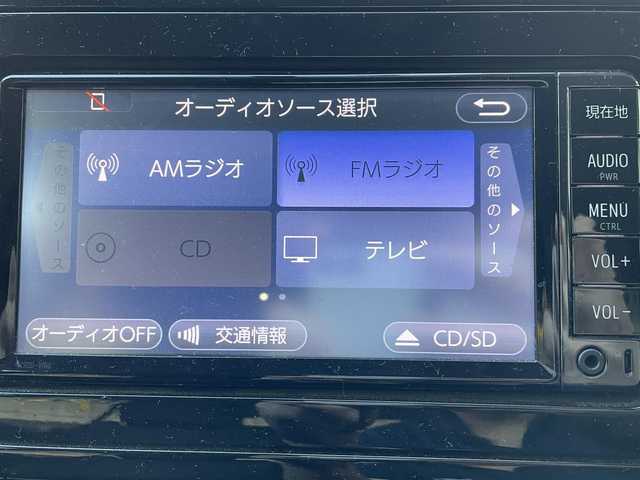 オーディオソース選択
その他のソース
AMラジオ
FMラジオ
その他のソース
CD
テレビ
オーディオOFF
交通情報
CD/SD
現在地
AUDIO
PWR
MENU
CTRL
VOL+
VOL-